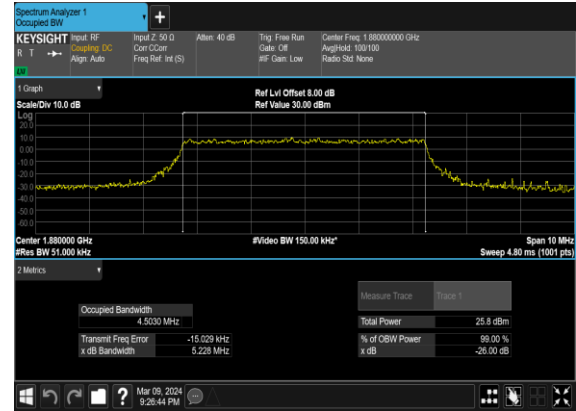 Spectrum Analyzer 1
Occupied BW
KEYSIGHT Input: RF Input Z: 50 Ω Atten: 40 dB Trig: Free Run Center Freq: 1.880000000 GHz
R T Coupling: DC Corr CCorr Gate: Off Avg|Hold: 100/100
Align: Auto Freq Ref: Int (S) #IF Gain: Low Radio Std: None
LU
1 Graph Ref Lvl Offset 8.00 dB
Scale/Div 10.0 dB Ref Value 30.00 dBm
Log
20.0
10.0
0.00
-10.0
-20.0
-30.0
-40.0
-50.0
-60.0
Center 1.880000 GHz #Video BW 150.00 kHz* Span 10 MHz
#Res BW 51.000 kHz Sweep 4.80 ms (1001 pts)
2 Metrics
Measure Trace Trace 1
Occupied Bandwidth
4.5030 MHz Total Power 25.8 dBm
Transmit Freq Error -15.029 kHz % of OBW Power 99.00 %
x dB Bandwidth 5.228 MHz x dB -26.00 dB
? Mar 09, 2024
9:26:44 PM